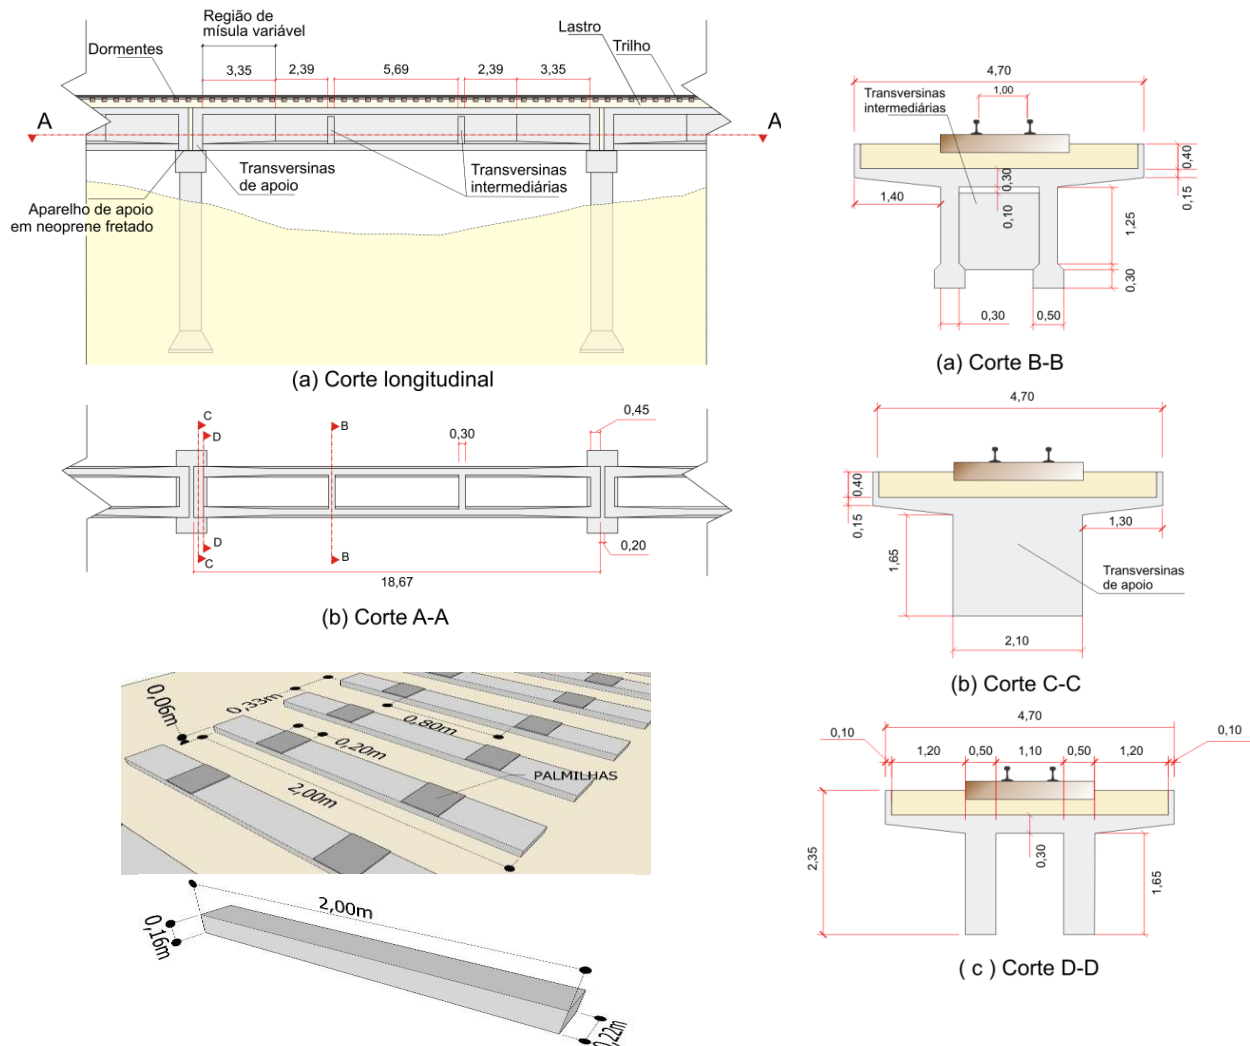 Região de
mísula variável
Dormentes
Lastro
Trilho
3,35
2,39
5,69
2,39
3,35
A
A
Transversinas
de apoio
Transversinas
intermediárias
Aparelho de apoio
em neoprene fretado
(a) Corte longitudinal
C
D
B
0,30
0,45
D
C
B
0,20
18,67
(b) Corte A-A
0,06m
0,33m
0,80m
0,20m
2,00m
PALMILHAS
2,00m
0,16m
0,22m
4,70
Transversinas
intermediárias
1,00
0,40
0,30
0,15
1,40
0,10
1,25
0,30
0,30
0,50
(a) Corte B-B
4,70
0,40
0,15
1,30
1,65
Transversinas
de apoio
2,10
(b) Corte C-C
4,70
0,10
0,10
1,20
0,50
1,10
0,50
1,20
2,35
0,30
1,65
( c ) Corte D-D